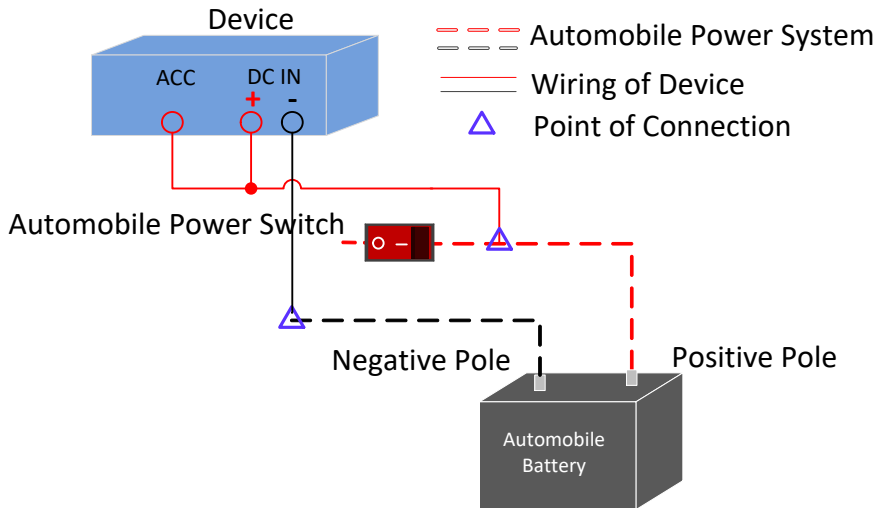 Device
Automobile Power System
ACC
DC IN
+
-
Wiring of Device
Point of Connection
Automobile Power Switch
Negative Pole
Positive Pole
Automobile
Battery